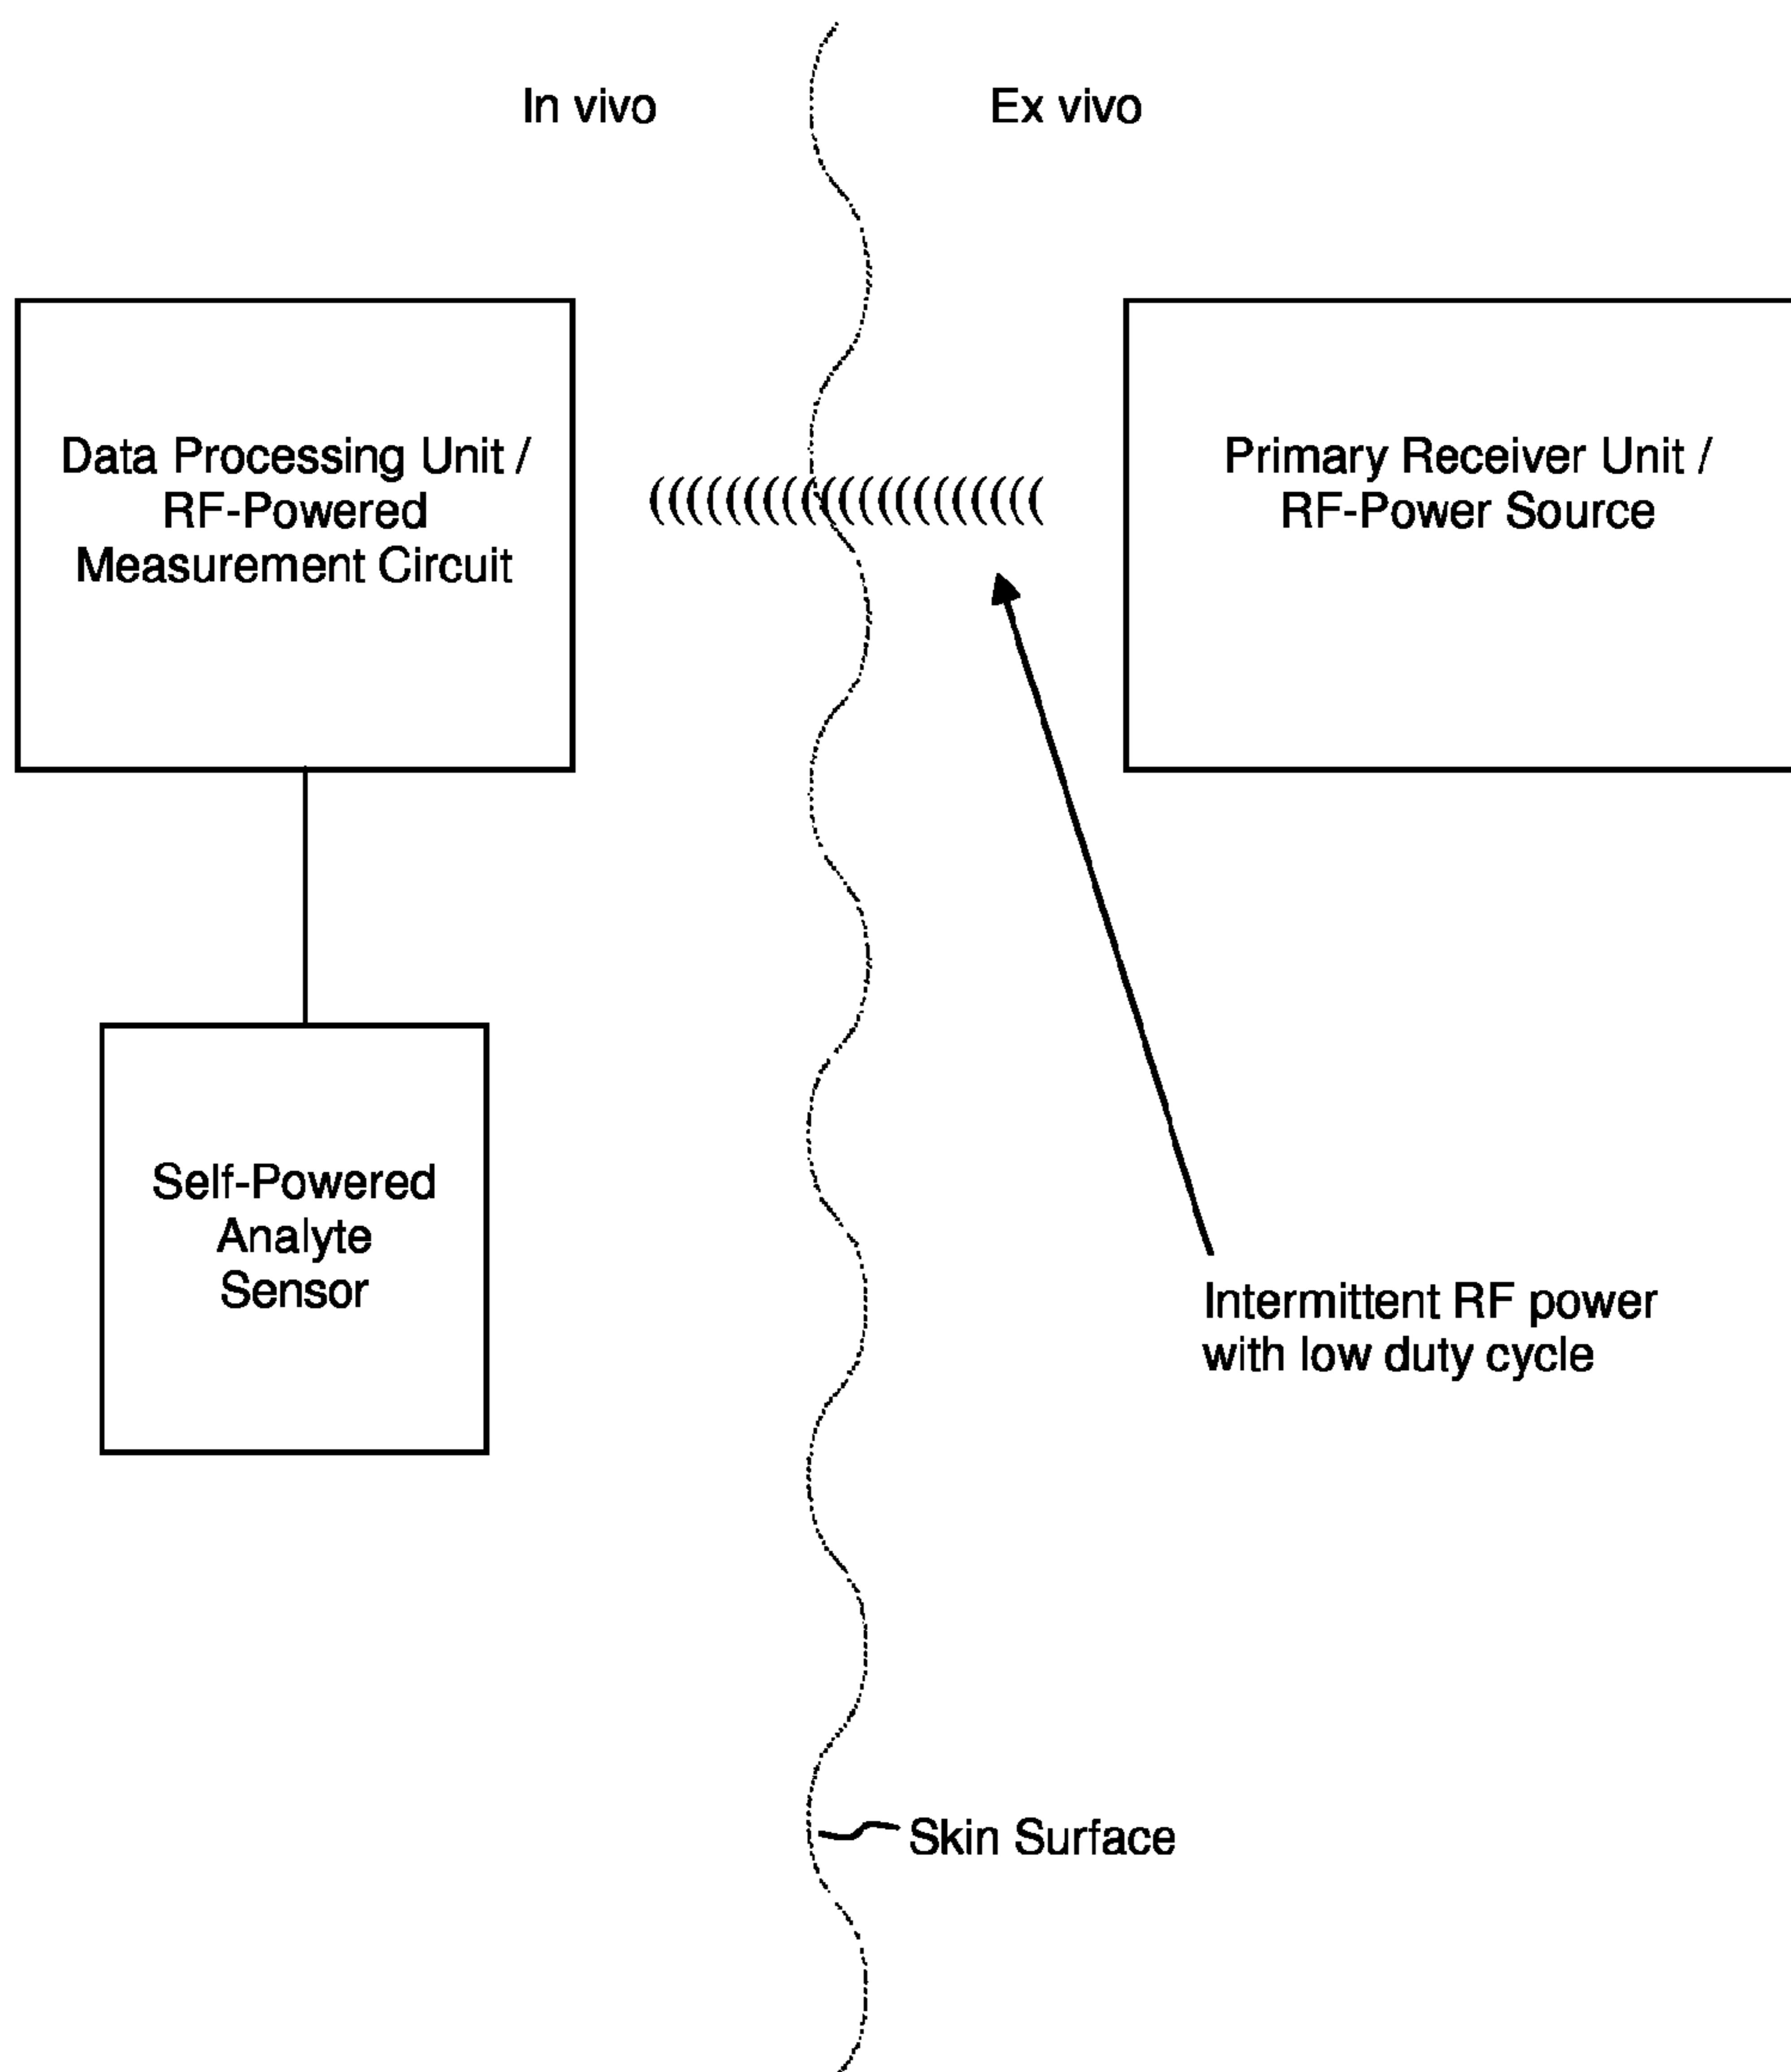 In vivo
Ex vivo
Data Processing Unit /
RF-Powered
Measurement Circuit
Primary Receiver Unit /
RF-Power Source
Self-Powered
Analyte
Sensor
Intermittent RF power
with low duty cycle
Skin Surface